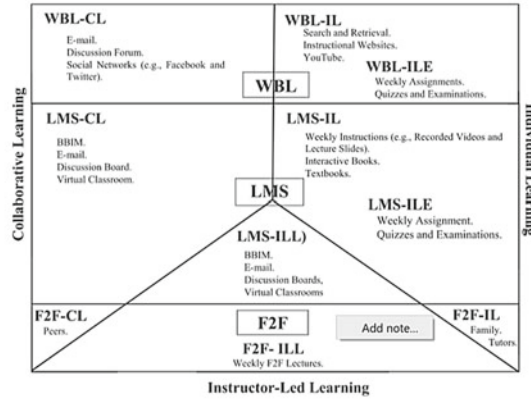 WBL-CL
E-mail.
Discussion Forum.
Social Networks (e.g., Facebook and
Twitter).
WBL-IL
Search and Retrieval.
Instructional Websites.
YouTube.
WBL-ILE
Weekly Assignments.
Quizzes and Examinations.
WBL
LMS-CL
BBIM.
E-mail.
Discussion Board.
Virtual Classroom.
LMS-IL
Weekly Instructions (e.g., Recorded Videos and
Lecture Slides).
Interactive Books.
Textbooks.
LMS
LMS-ILE
Weekly Assignment.
Quizzes and Examinations.
LMS-ILL)
BBIM.
E-mail.
Discussion Boards,
Virtual Classrooms
F2F-CL
Peers.
F2F
Add note...
F2F-IL
Family.
Tutors.
F2F- ILL
Weekly F2F Lectures.
Collaborative Learning
Individual Learning
Instructor-Led Learning